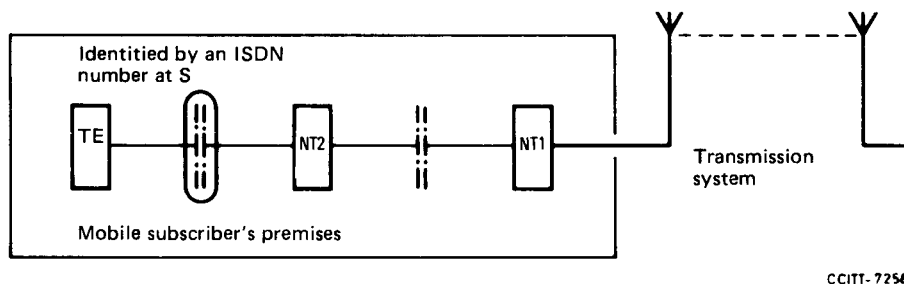 Identitied by an ISDN
number at S
TE
NT2
NT1
Transmission
system
Mobile subscriber's premises
CCITT-7256